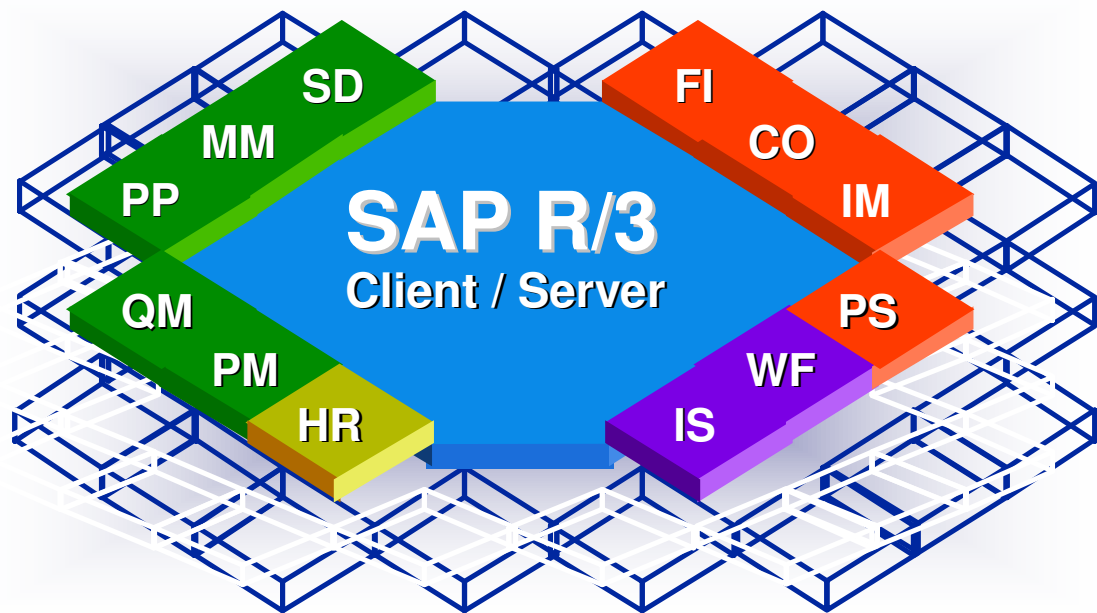 SD
MM
PP
QM
PM
HR
SAP R/3
Client / Server
FI
CO
IM
PS
WF
IS